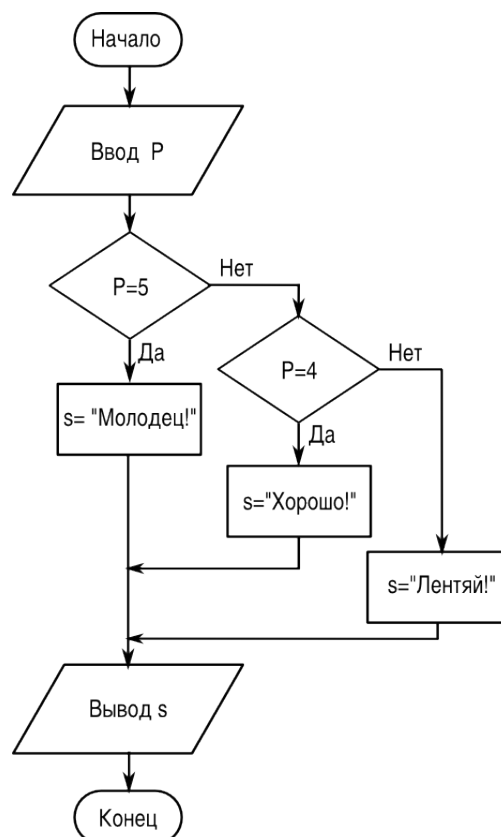 Начало
Ввод P
P=5
Нет
Да
P=4
Нет
s= "Молодец!"
Да
s="Хорошо!"
s="Лентяй!"
Вывод s
Конец